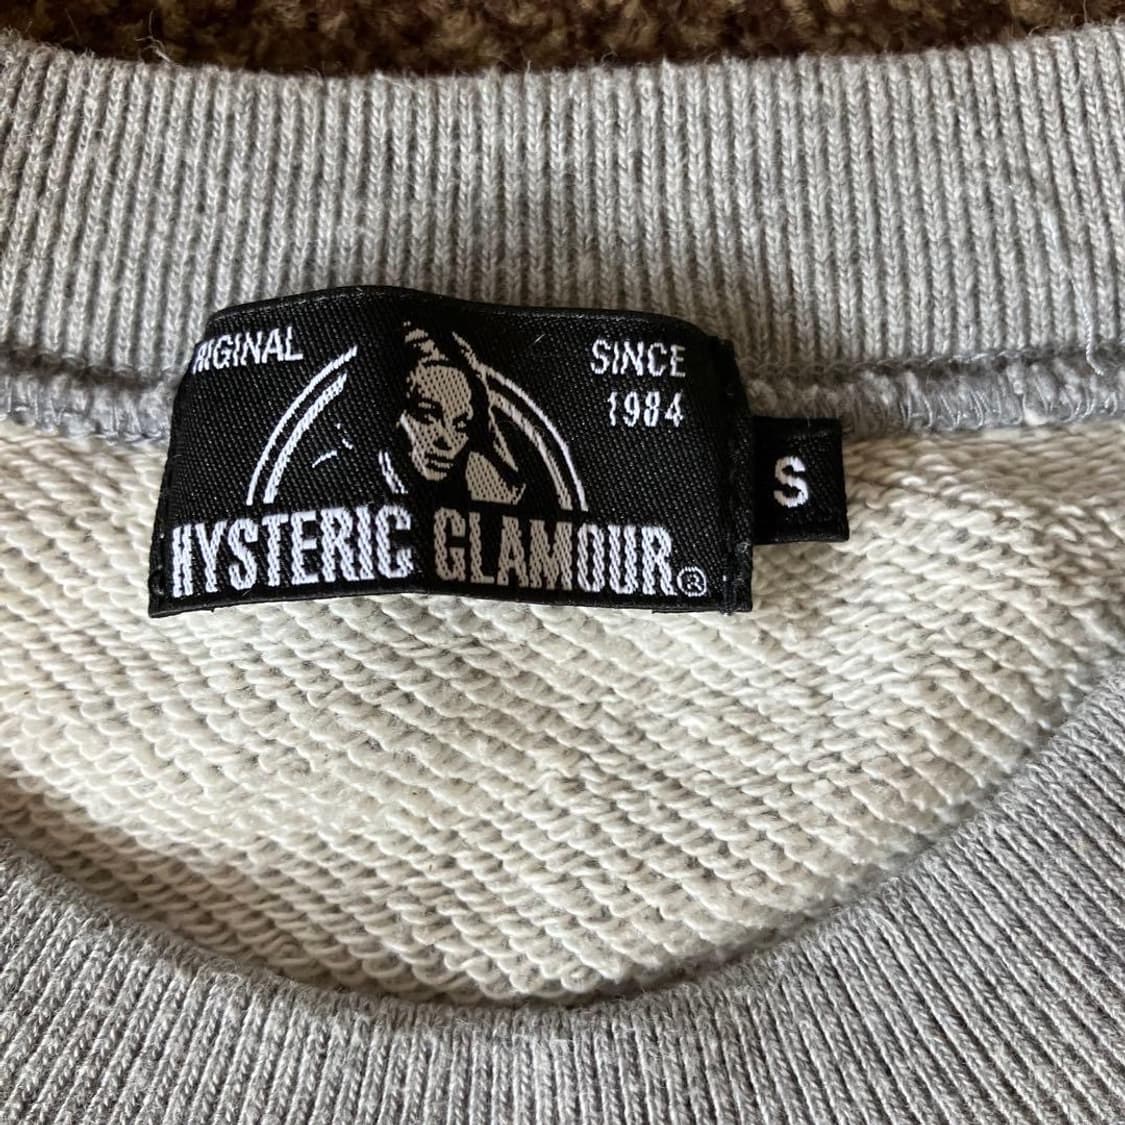 RIGINAL
SINCE
1984
HYSTERIC GLAMOUR®
S